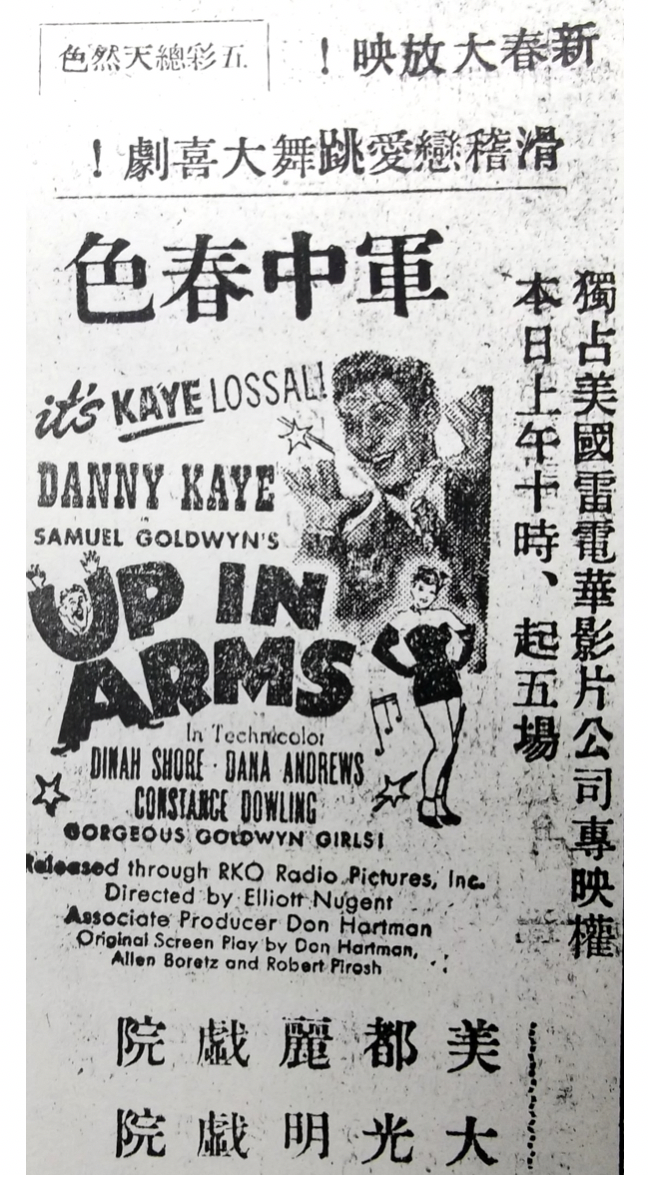 新春大放映！
五彩總天然色
滑稽戀愛跳舞大喜劇！
軍中春色
獨占美國雷電華影片公司專映權
本日上午十時、起五場
it's KAYE LOSSAL!
DANNY KAYE
SAMUEL GOLDWYN'S
UP IN
ARMS
In Technicolor
DINAH SHORE · DANA ANDREWS
CONSTANCE DOWLING
GORGEOUS GOLDWYN GIRLS!
Released through RKO Radio Pictures, Inc.
Directed by Elliott Nugent
Associate Producer Don Hartman
Original Screen Play by Don Hartman,
Allen Boretz and Robert Pirosh
美都麗戲院
大光明戲院